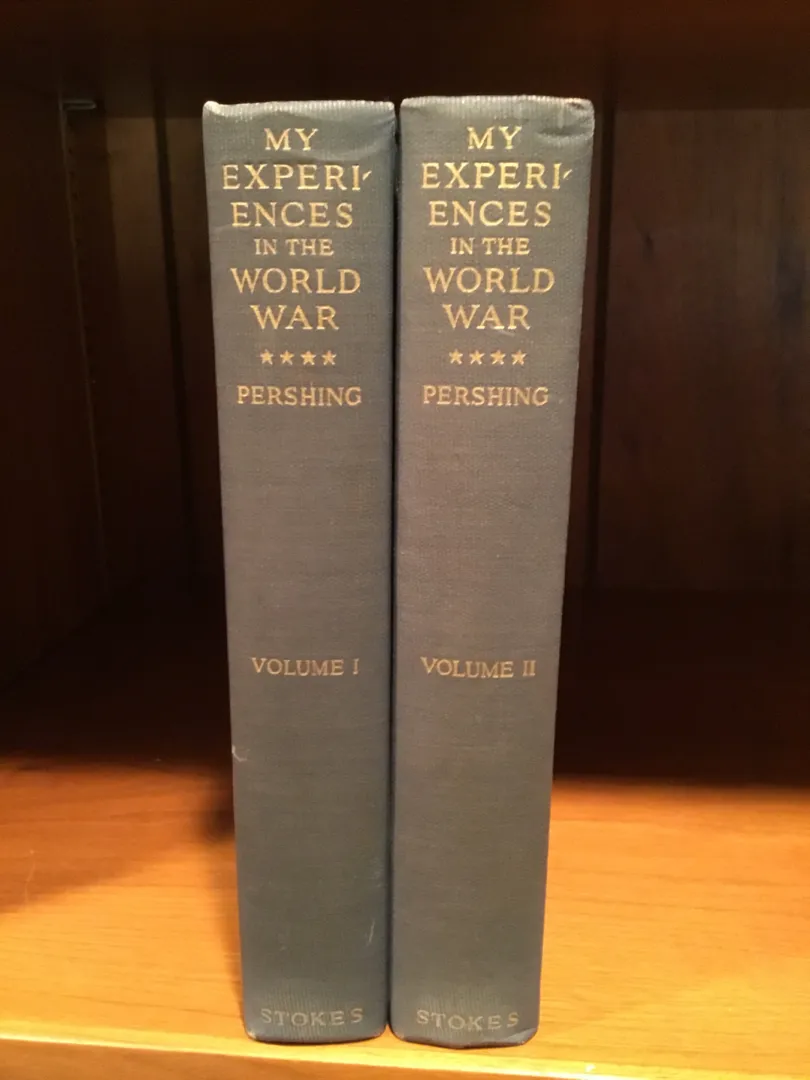 MY
EXPERI-
ENCES
IN THE
WORLD
WAR
★★★★
PERSHING
VOLUME I
STOKES
MY
EXPERI-
ENCES
IN THE
WORLD
WAR
★★★★
PERSHING
VOLUME II
STOKES